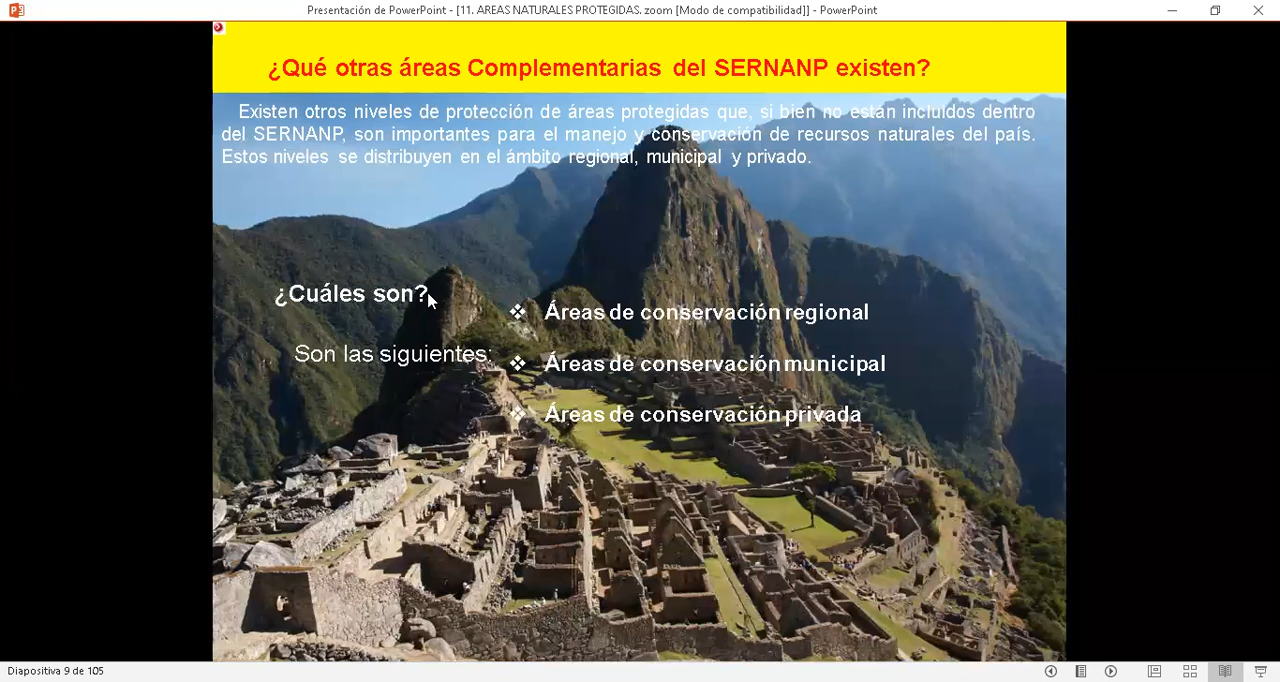 Presentación de PowerPoint - [11. AREAS NATURALES PROTEGIDAS. zoom [Modo de compatibilidad]] - PowerPoint
¿Qué otras áreas Complementarias del SERNANP existen?
Existen otros niveles de protección de áreas protegidas que, si bien no están incluidos dentro
del SERNANP, son importantes para el manejo y conservación de recursos naturales del país.
Estos niveles se distribuyen en el ámbito regional, municipal y privado.
¿Cuáles son?
Son las siguientes:
❖ Áreas de conservación regional
❖ Áreas de conservación municipal
❖ Áreas de conservación privada
Diapositiva 9 de 105